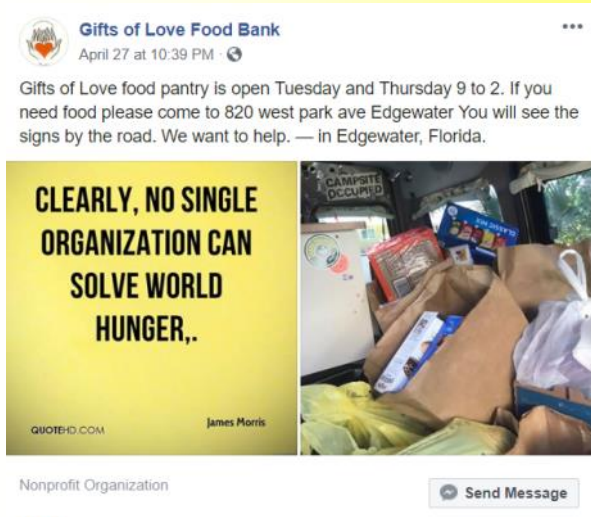 Gifts of Love Food Bank
April 27 at 10:39 PM ·
Gifts of Love food pantry is open Tuesday and Thursday 9 to 2. If you
need food please come to 820 west park ave Edgewater You will see the
signs by the road. We want to help. — in Edgewater, Florida.
CLEARLY, NO SINGLE
ORGANIZATION CAN
SOLVE WORLD
HUNGER,.
James Morris
QUOTEHD.COM
CAMPSITE
OCCUPIED
CLASSIC MIX
Nonprofit Organization
Send Message